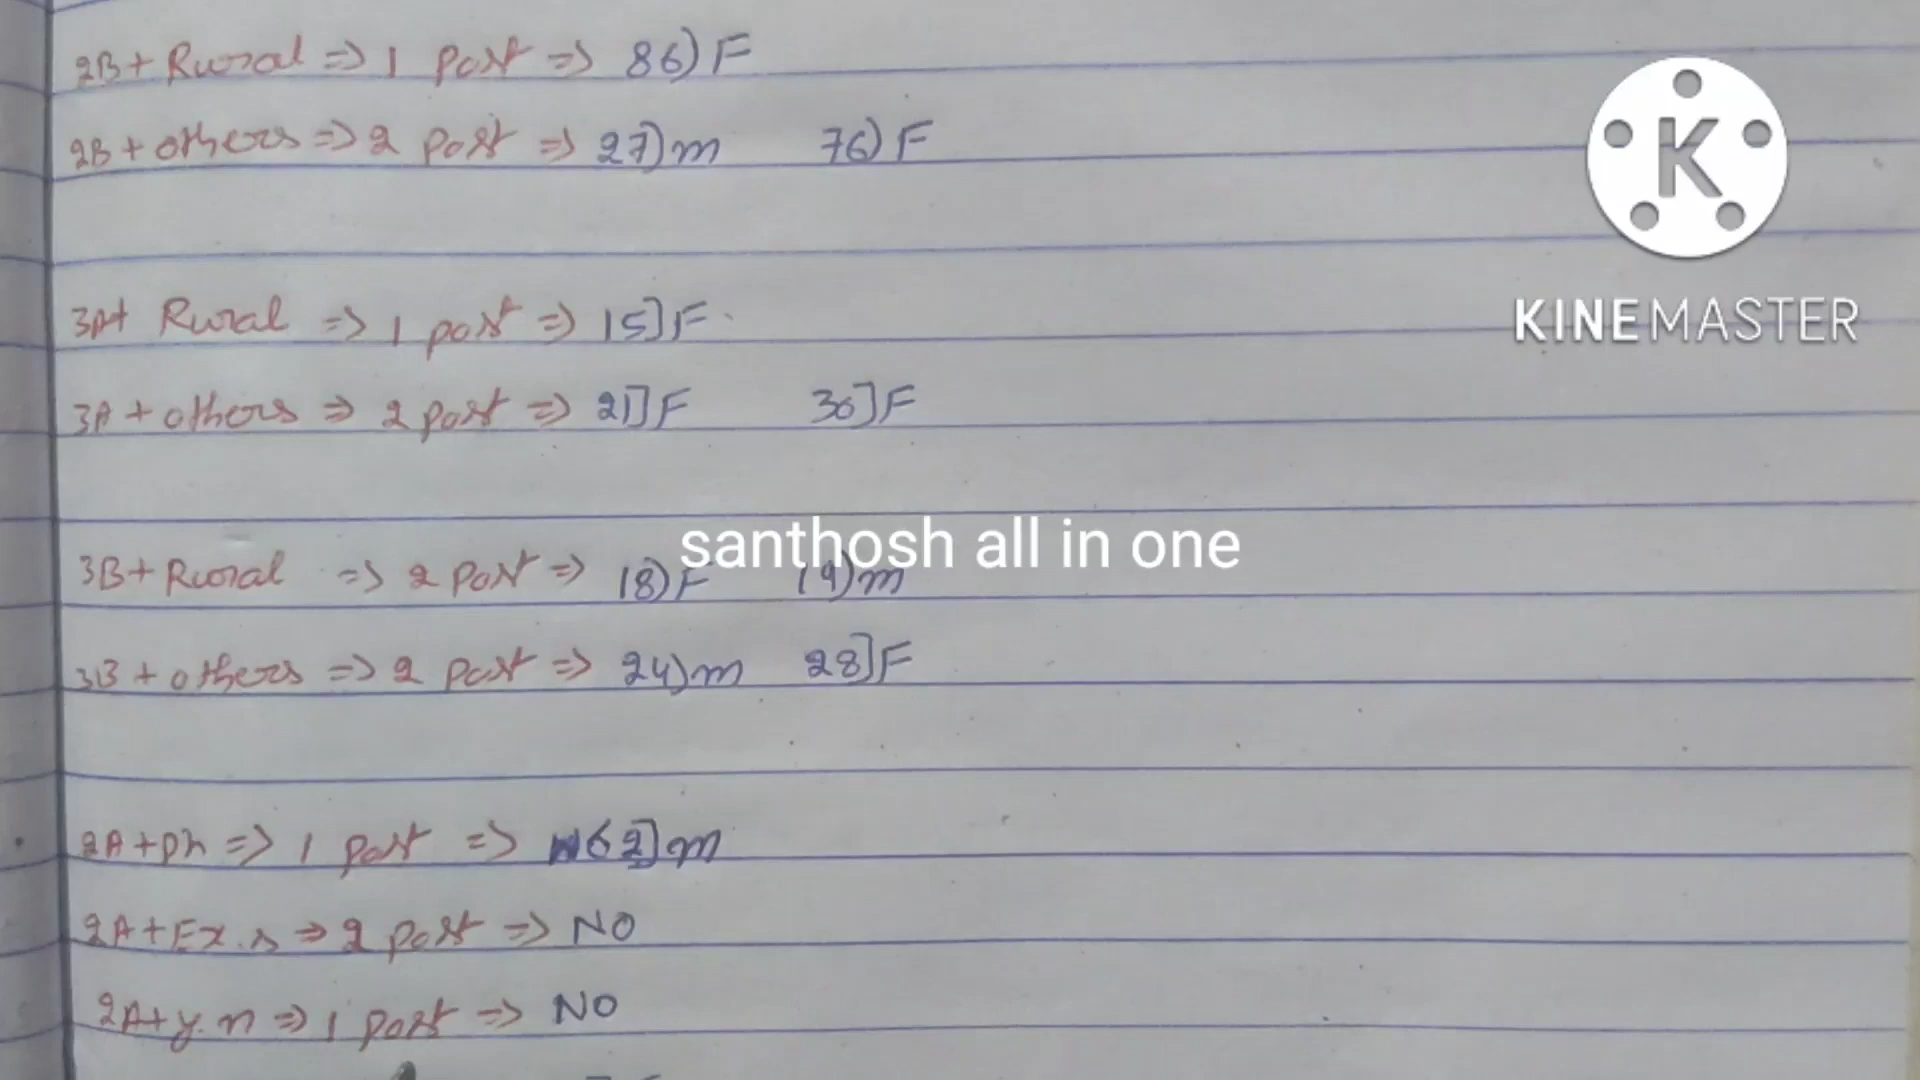 2B + Rural => 1 Post => 86) F
2B + others => 2 Post => 27) m 76) F
K
KINEMASTER
3A+ Rural => 1 post => 15] F
3A + others => 2 post => 21] F 30] F
santhosh all in one
3B + Rural => 2 Post => 18) F 19) m
3B + others => 2 post => 24) m 28] F
2A + Ph => 1 post => 62] m
2A + Ex.s => 2 post => NO
2A + y.n => 1 post => NO